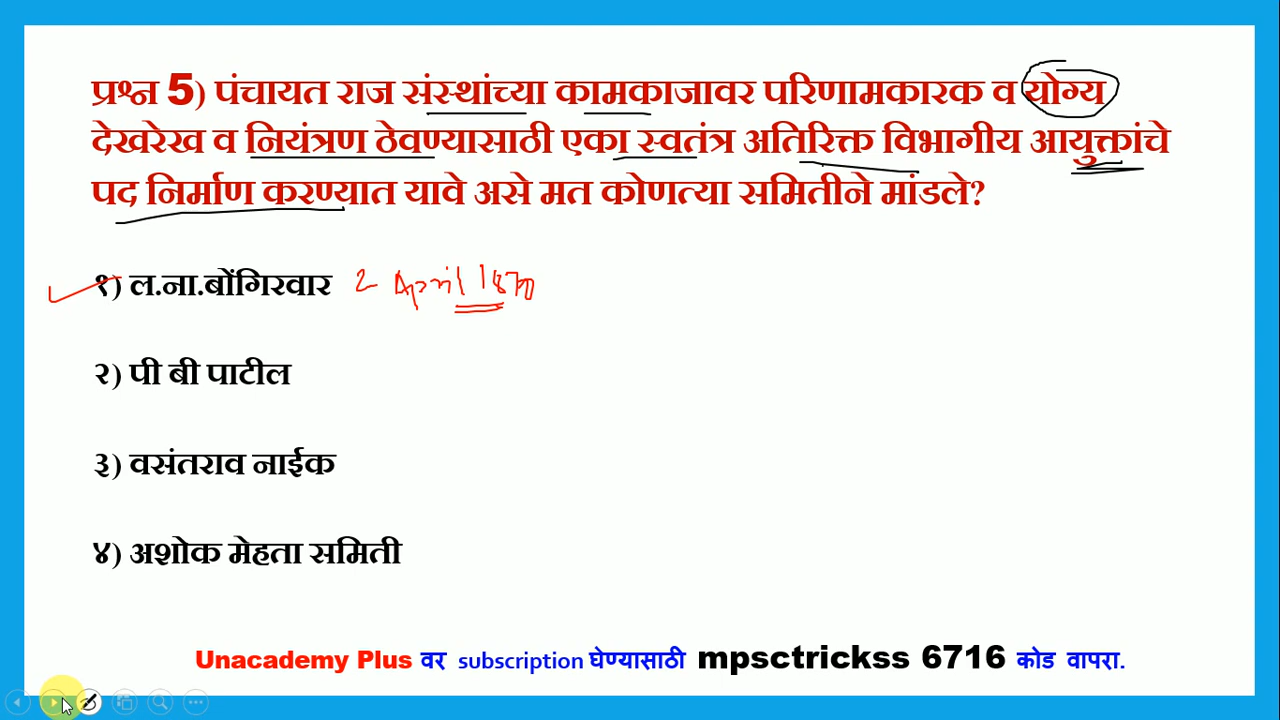 प्रश्न 5) पंचायत राज संस्थांच्या कामकाजावर परिणामकारक व योग्य
देखरेख व नियंत्रण ठेवण्यासाठी एका स्वतंत्र अतिरिक्त विभागीय आयुक्तांचे
पद निर्माण करण्यात यावे असे मत कोणत्या समितीने मांडले?
१) ल.ना.बोंगिरवार 2 April
२) पी बी पाटील
३) वसंतराव नाईक
४) अशोक मेहता समिती
Unacademy Plus वर subscription घेण्यासाठी mpsctrickss 6716 कोड वापरा.